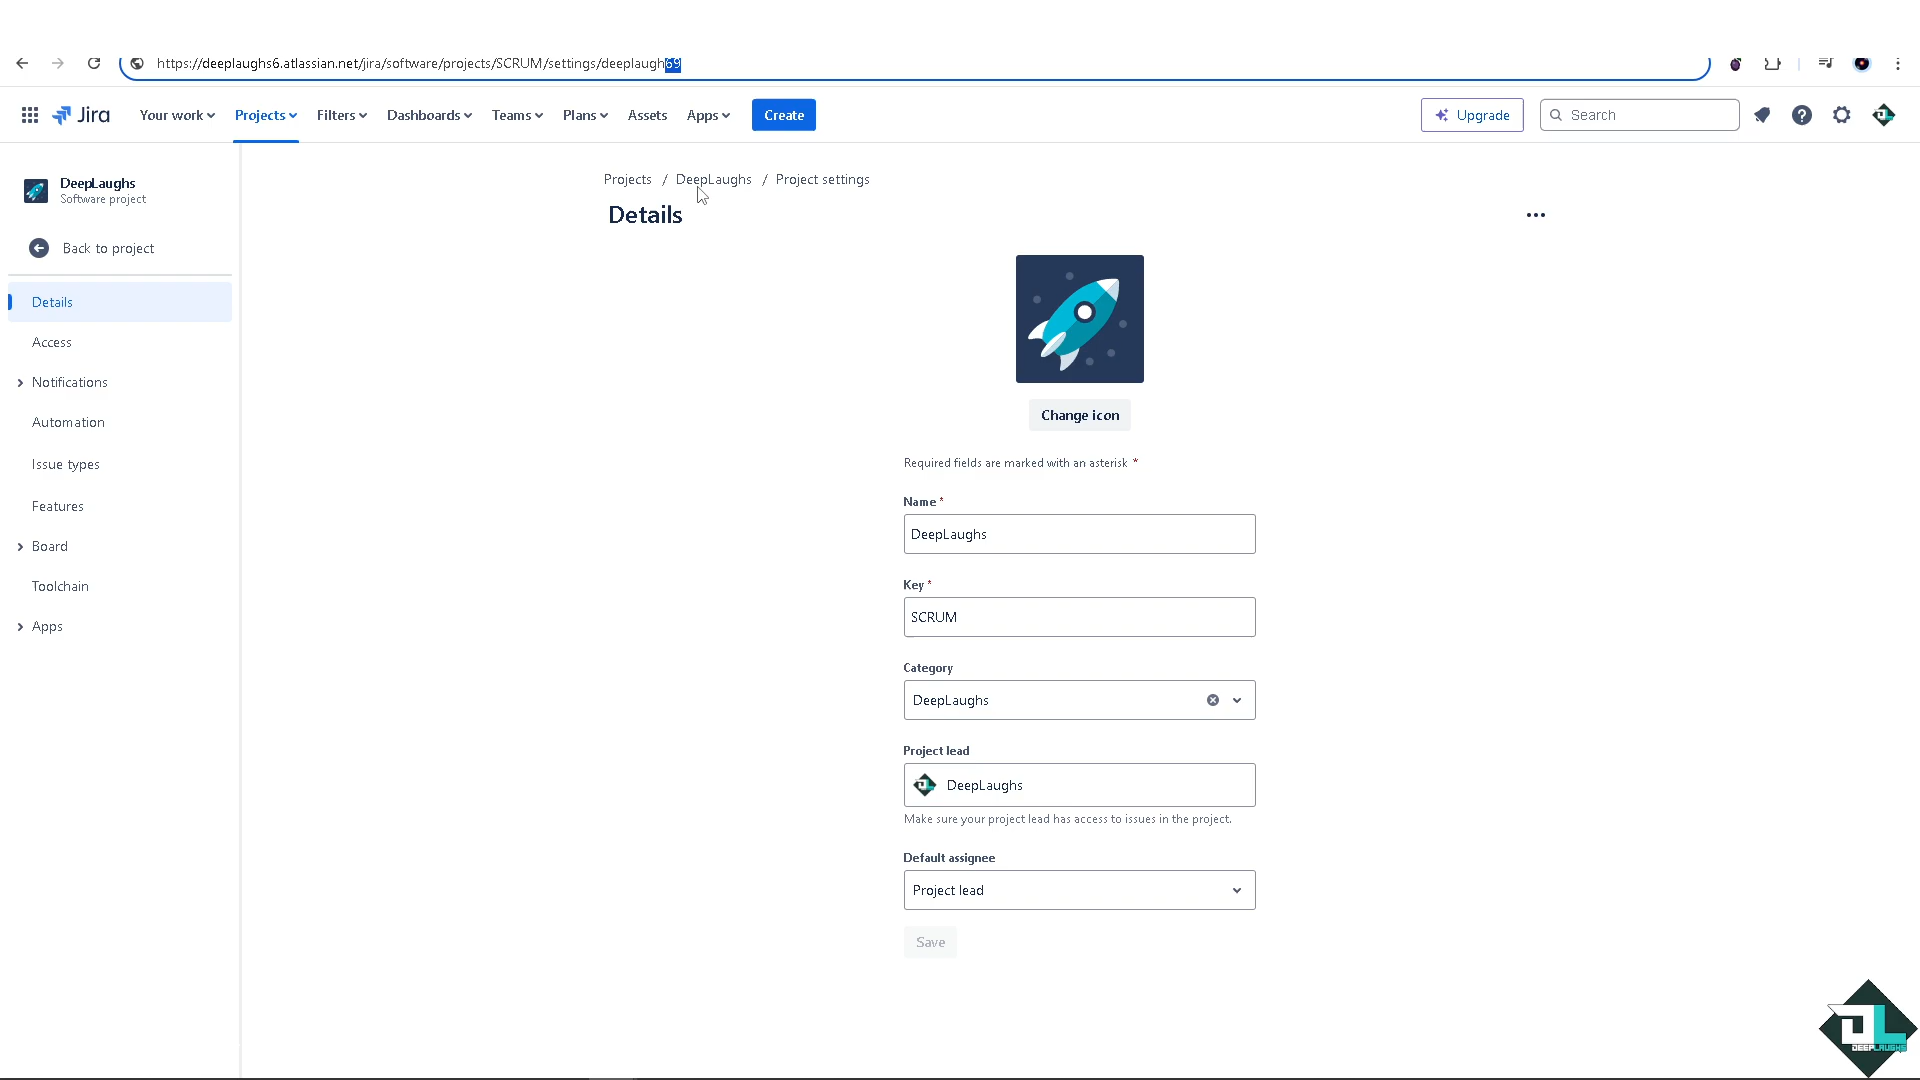 https://deeplaughs6.atlassian.net/jira/software/projects/SCRUM/settings/deeplaugh69
Jira
Your work
Projects
Filters
Dashboards
Teams
Plans
Assets
Apps
Create
Upgrade
Search
DeepLaughs
Software project
Back to project
Details
Access
Notifications
Automation
Issue types
Features
Board
Toolchain
Apps
Projects / DeepLaughs / Project settings
Details
Change icon
Required fields are marked with an asterisk *
Name *
DeepLaughs
Key *
SCRUM
Category
DeepLaughs
Project lead
DeepLaughs
Make sure your project lead has access to issues in the project.
Default assignee
Project lead
Save
DEEPLAUGHS